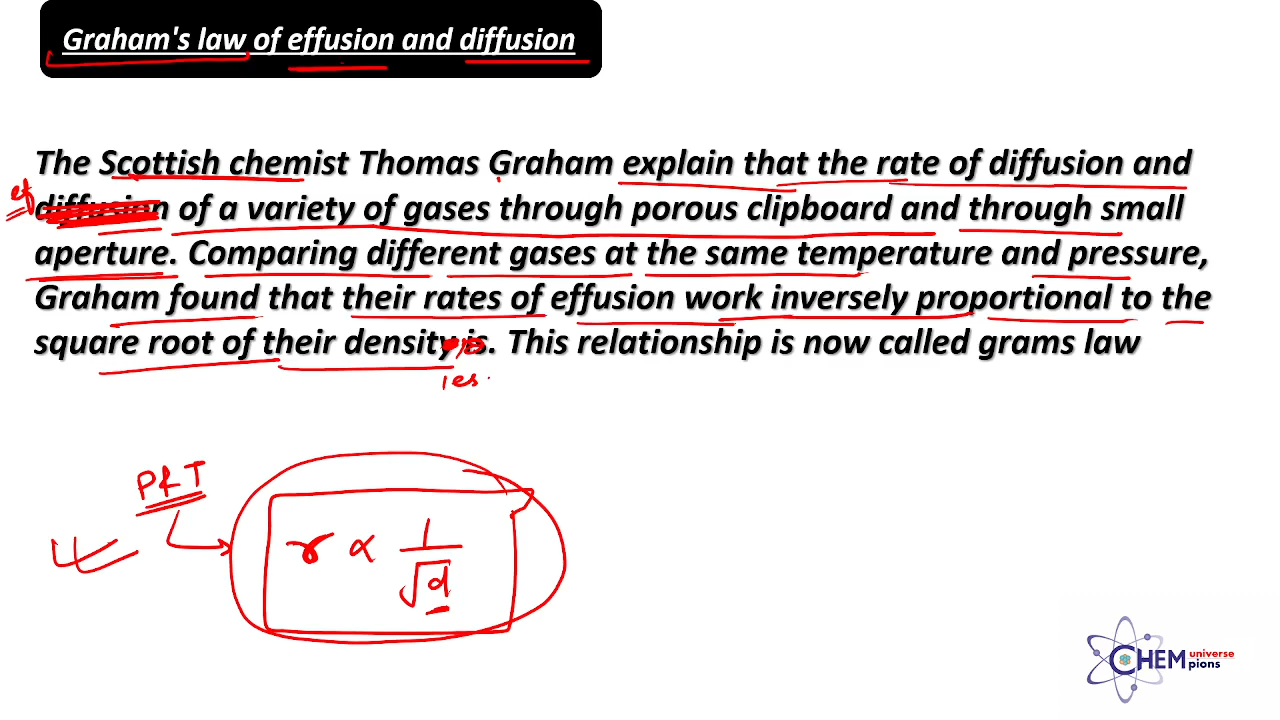 Graham's law of effusion and diffusion
The Scottish chemist Thomas Graham explain that the rate of diffusion and
ef
diffusion of a variety of gases through porous clipboard and through small
aperture. Comparing different gases at the same temperature and pressure,
Graham found that their rates of effusion work inversely proportional to the
square root of their density is. This relationship is now called grams law
ies
P&T
r ∝ 1/√d
CHEM universe
pions